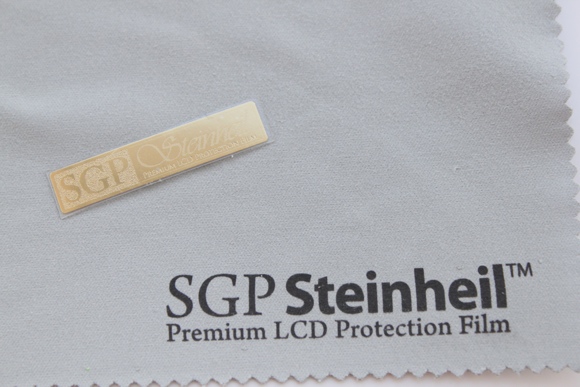 SGP Steinheil
SGP Steinheil™
Premium LCD Protection Film